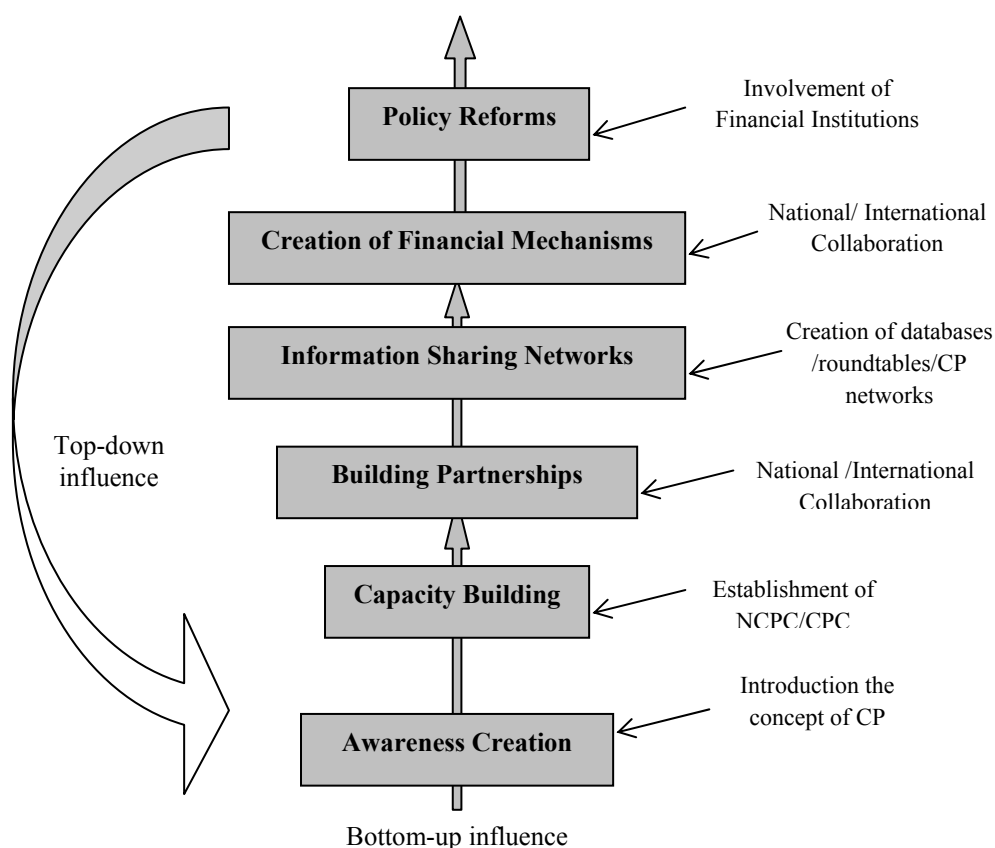 Policy Reforms
Involvement of
Financial Institutions
Creation of Financial Mechanisms
National/ International
Collaboration
Information Sharing Networks
Creation of databases
/roundtables/CP
networks
Top-down
influence
Building Partnerships
National /International
Collaboration
Capacity Building
Establishment of
NCPC/CPC
Introduction the
concept of CP
Awareness Creation
Bottom-up influence